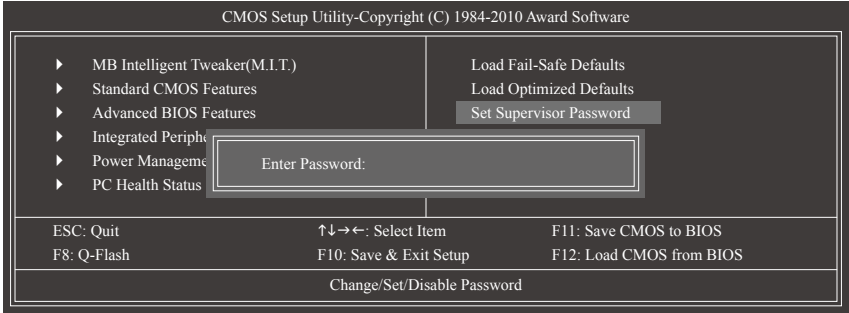 CMOS Setup Utility-Copyright (C) 1984-2010 Award Software
MB Intelligent Tweaker(M.I.T.)
Standard CMOS Features
Advanced BIOS Features
Integrated Periphe
Power Manageme
PC Health Status
Load Fail-Safe Defaults
Load Optimized Defaults
Set Supervisor Password
Enter Password:
ESC: Quit
F8: Q-Flash
↑↓→←: Select Item
F10: Save & Exit Setup
F11: Save CMOS to BIOS
F12: Load CMOS from BIOS
Change/Set/Disable Password